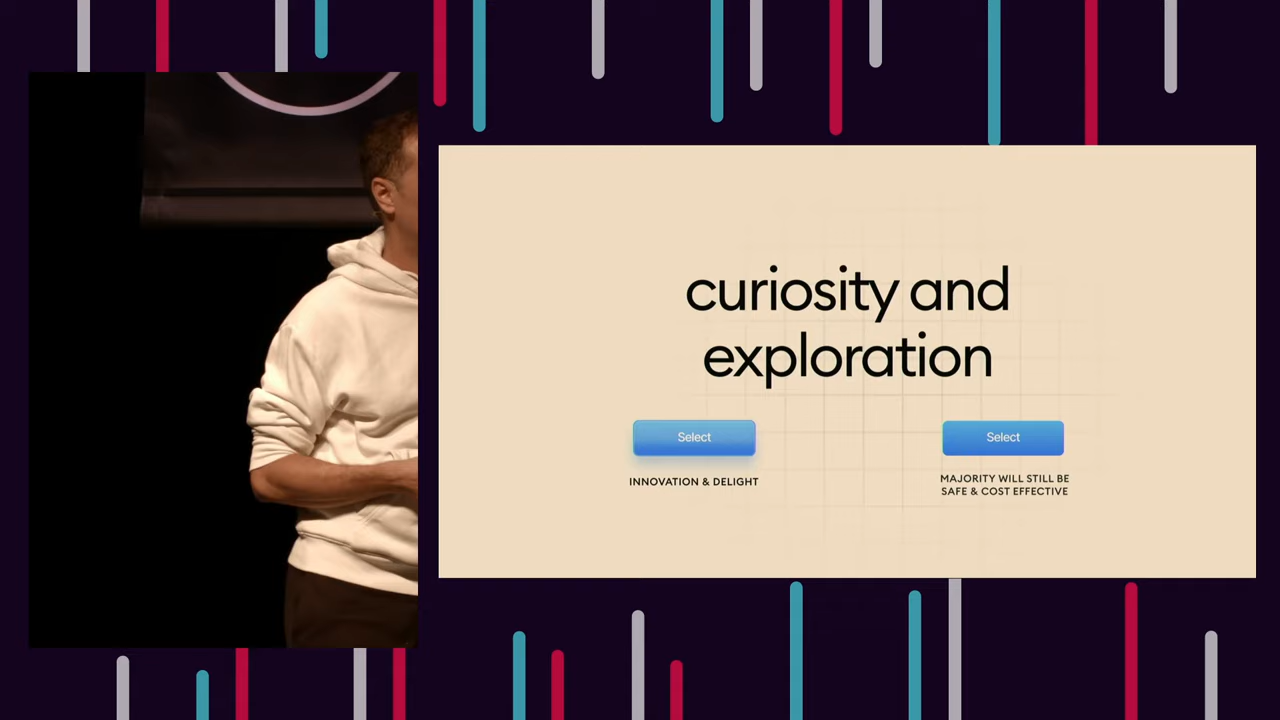 curiosity and
exploration
Select
Select
INNOVATION & DELIGHT
MAJORITY WILL STILL BE
SAFE & COST EFFECTIVE